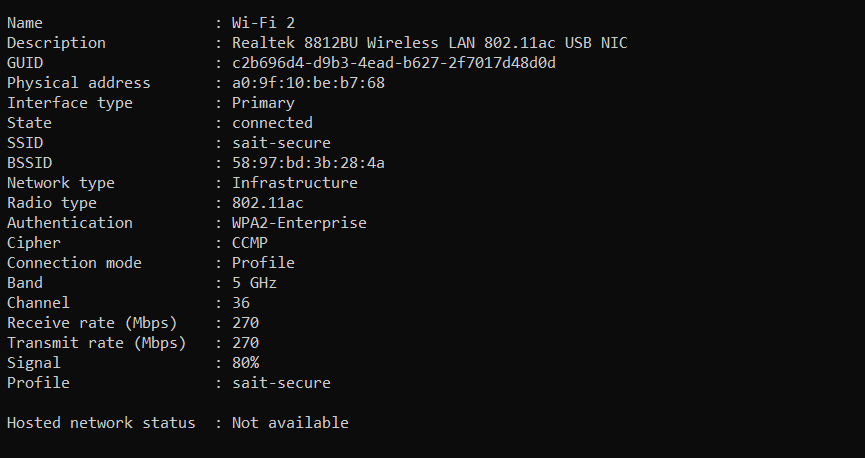 Name : Wi-Fi 2
Description : Realtek 8812BU Wireless LAN 802.11ac USB NIC
GUID : c2b696d4-d9b3-4ead-b627-2f7017d48d0d
Physical address : a0:9f:10:be:b7:68
Interface type : Primary
State : connected
SSID : sait-secure
BSSID : 58:97:bd:3b:28:4a
Network type : Infrastructure
Radio type : 802.11ac
Authentication : WPA2-Enterprise
Cipher : CCMP
Connection mode : Profile
Band : 5 GHz
Channel : 36
Receive rate (Mbps) : 270
Transmit rate (Mbps) : 270
Signal : 80%
Profile : sait-secure
Hosted network status : Not available